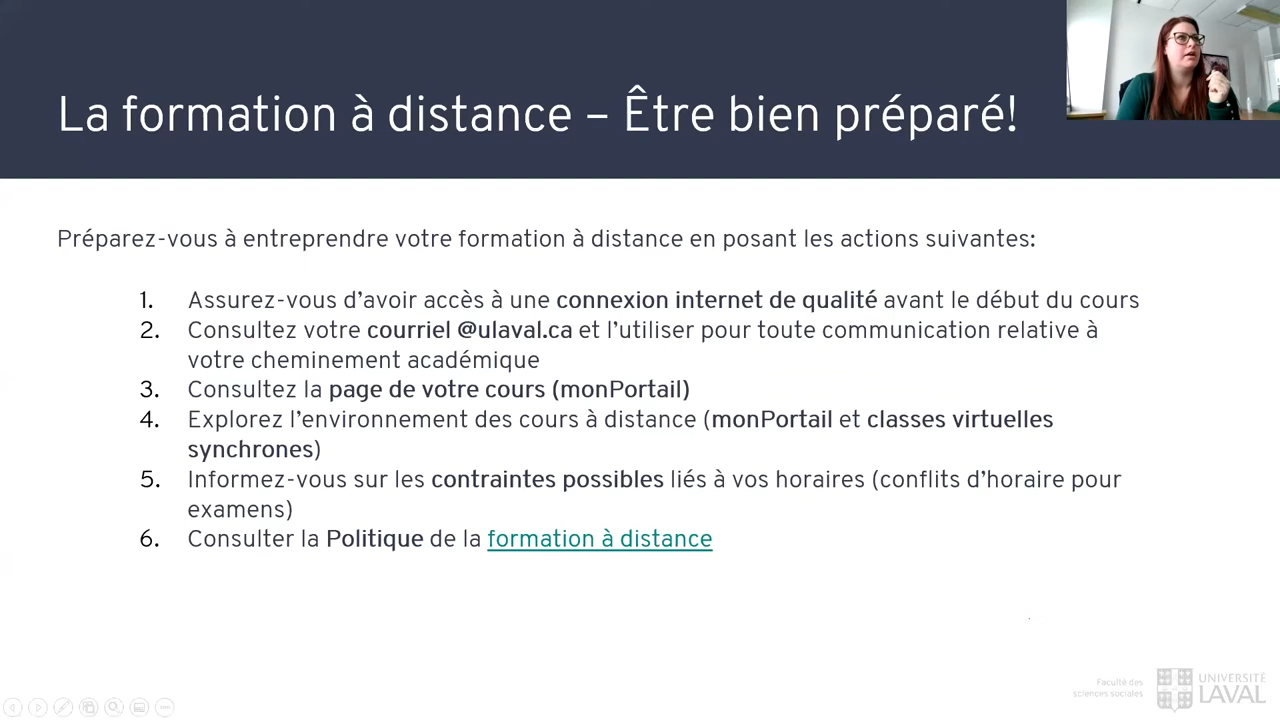 La formation à distance – Être bien préparé!
Préparez-vous à entreprendre votre formation à distance en posant les actions suivantes:
1. Assurez-vous d'avoir accès à une connexion internet de qualité avant le début du cours
2. Consultez votre courriel @ulaval.ca et l'utiliser pour toute communication relative à
votre cheminement académique
3. Consultez la page de votre cours (monPortail)
4. Explorez l'environnement des cours à distance (monPortail et classes virtuelles
synchrones)
5. Informez-vous sur les contraintes possibles liés à vos horaires (conflits d'horaire pour
examens)
6. Consulter la Politique de la formation à distance
Faculté des
sciences sociales
UNIVERSITÉ
LAVAL